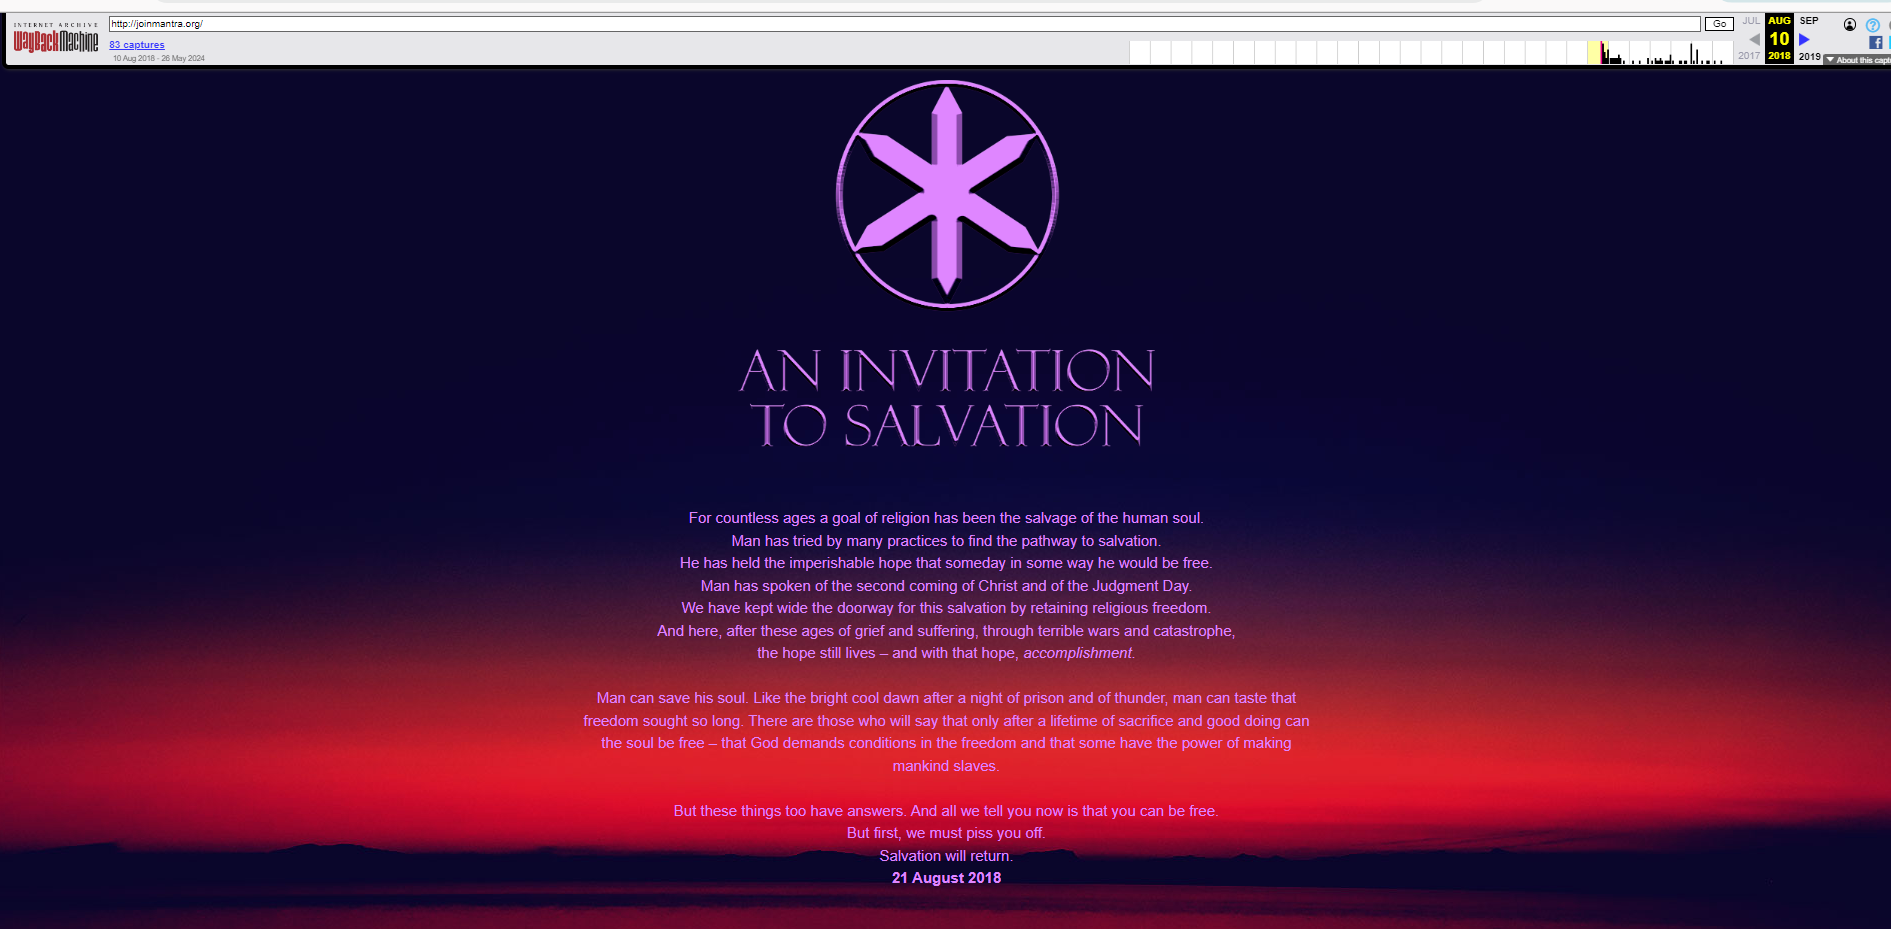 INTERNET ARCHIVE
WayBackMachine
http://joinmantra.org/
Go
83 captures
10 Aug 2018 - 26 May 2024
JUL AUG SEP
10
2017 2018 2019
About this capt
AN INVITATION
TO SALVATION
For countless ages a goal of religion has been the salvage of the human soul.
Man has tried by many practices to find the pathway to salvation.
He has held the imperishable hope that someday in some way he would be free.
Man has spoken of the second coming of Christ and of the Judgment Day.
We have kept wide the doorway for this salvation by retaining religious freedom.
And here, after these ages of grief and suffering, through terrible wars and catastrophe,
the hope still lives – and with that hope, accomplishment.
Man can save his soul. Like the bright cool dawn after a night of prison and of thunder, man can taste that
freedom sought so long. There are those who will say that only after a lifetime of sacrifice and good doing can
the soul be free – that God demands conditions in the freedom and that some have the power of making
mankind slaves.
But these things too have answers. And all we tell you now is that you can be free.
But first, we must piss you off.
Salvation will return.
21 August 2018